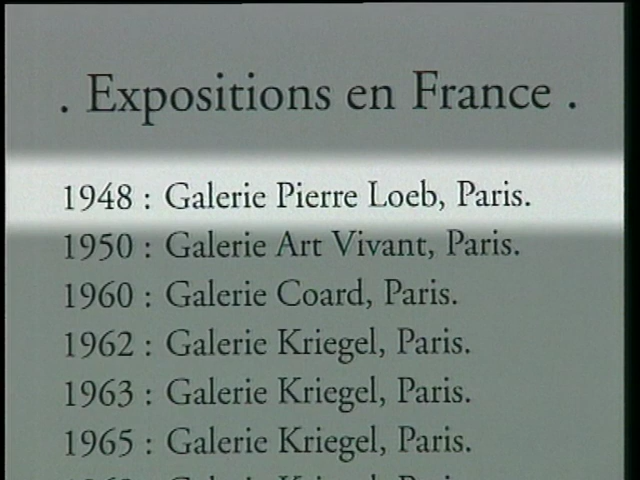 . Expositions en France .
1948 : Galerie Pierre Loeb, Paris.
1950 : Galerie Art Vivant, Paris.
1960 : Galerie Coard, Paris.
1962 : Galerie Kriegel, Paris.
1963 : Galerie Kriegel, Paris.
1965 : Galerie Kriegel, Paris.